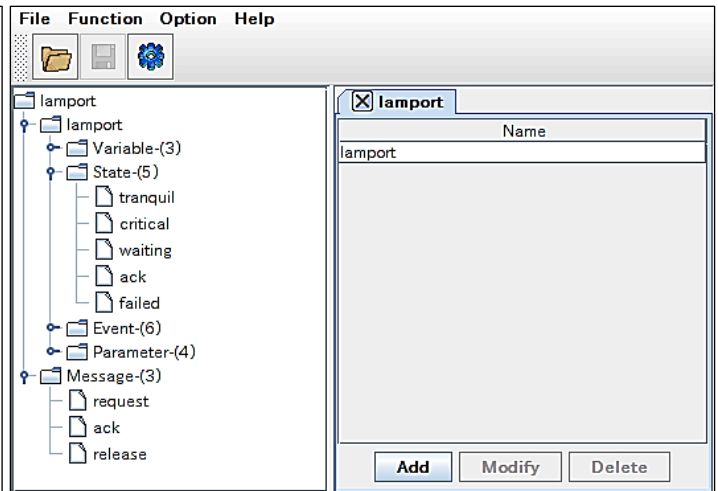 File Function Option Help
lamport
lamport
Variable-(3)
State-(5)
tranquil
critical
waiting
ack
failed
Event-(6)
Parameter-(4)
Message-(3)
request
ack
release
lamport
Name
lamport
Add Modify Delete